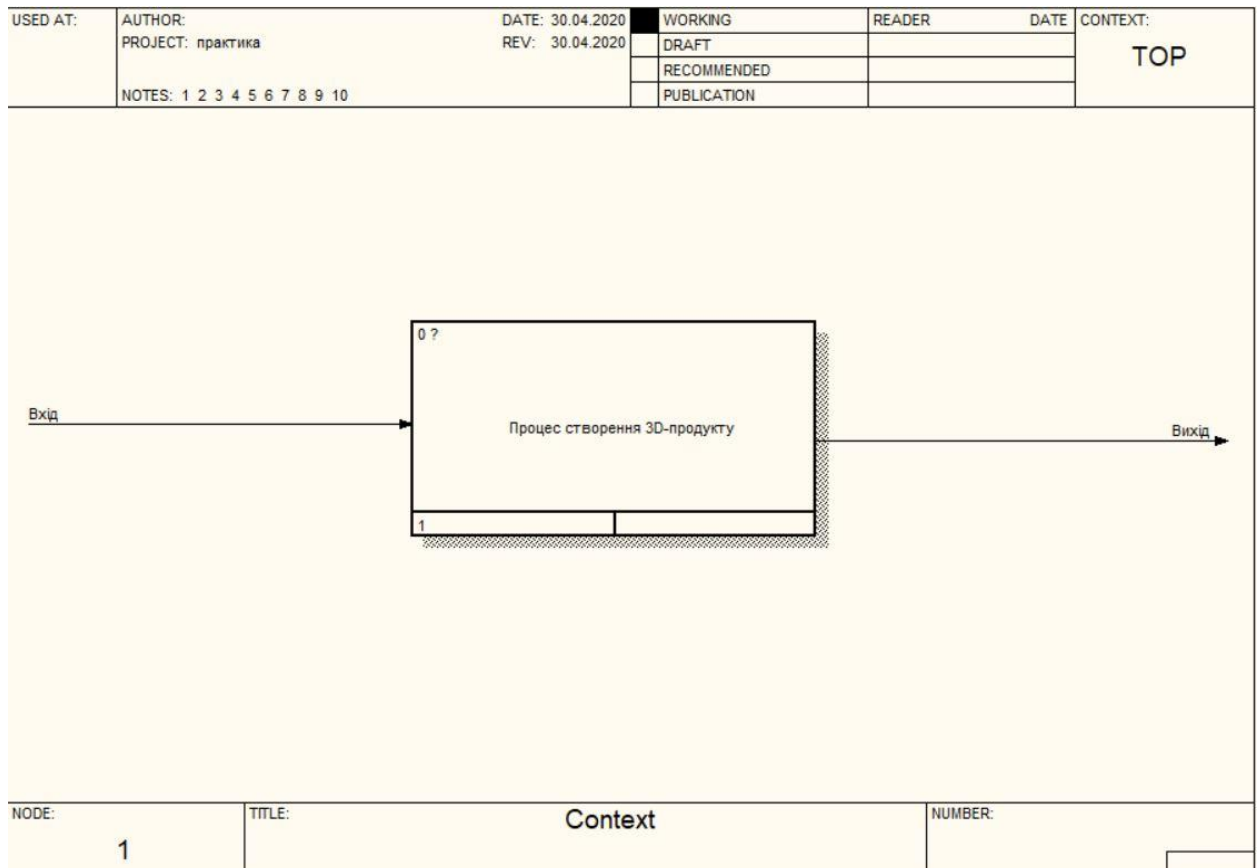 USED AT:
AUTHOR:
DATE: 30.04.2020
WORKING
READER
DATE
CONTEXT:
PROJECT: практика
REV: 30.04.2020
DRAFT
TOP
RECOMMENDED
NOTES: 1 2 3 4 5 6 7 8 9 10
PUBLICATION
0 ?
Вхід
Процес створення 3D-продукту
Вихід
1
NODE:
TITLE:
Context
NUMBER:
1